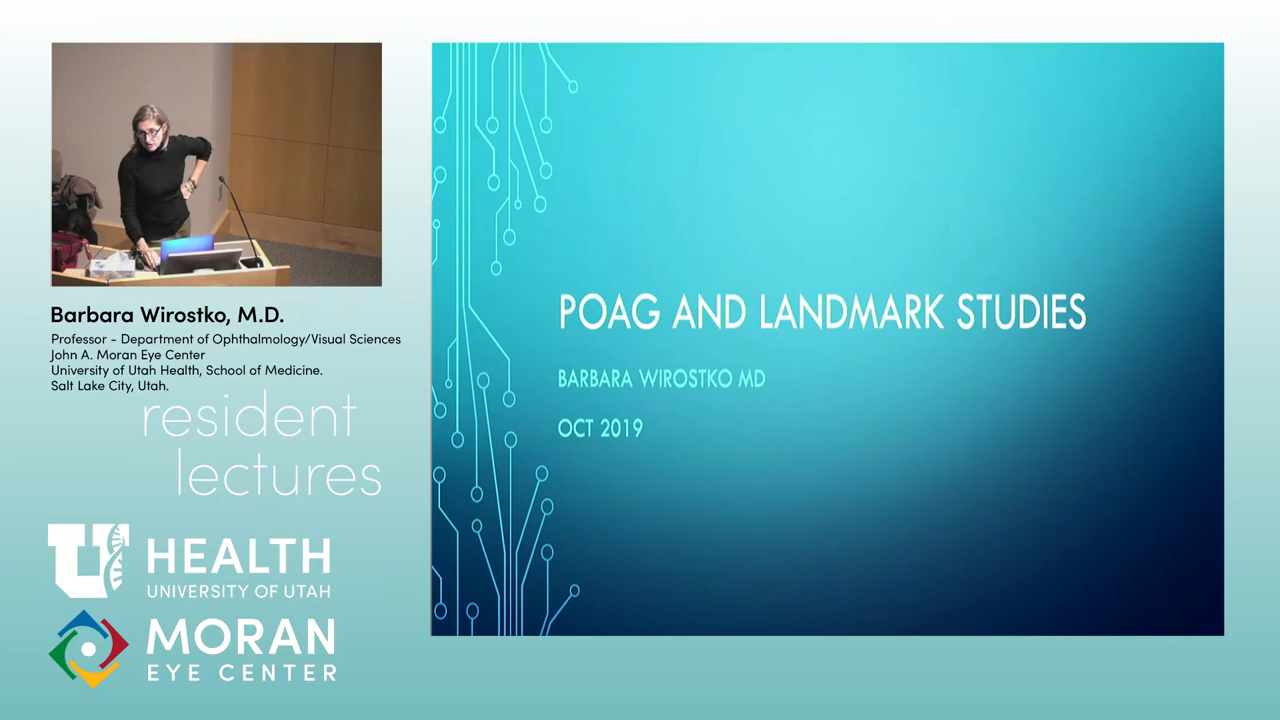 Barbara Wirostko, M.D.
Professor - Department of Ophthalmology/Visual Sciences
John A. Moran Eye Center
University of Utah Health, School of Medicine.
Salt Lake City, Utah.
resident
lectures
U
HEALTH
UNIVERSITY OF UTAH
MORAN
EYE CENTER
POAG AND LANDMARK STUDIES
BARBARA WIROSTKO MD
OCT 2019